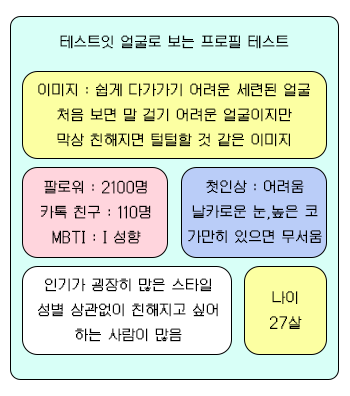 테스트잇 얼굴로 보는 프로필 테스트
이미지 : 쉽게 다가가기 어려운 세련된 얼굴
처음 보면 말 걸기 어려운 얼굴이지만
막상 친해지면 털털할 것 같은 이미지
팔로워 : 2100명
카톡 친구 : 110명
MBTI : I 성향
첫인상 : 어려움
날카로운 눈,높은 코
가만히 있으면 무서움
인기가 굉장히 많은 스타일
성별 상관없이 친해지고 싶어
하는 사람이 많음
나이
27살